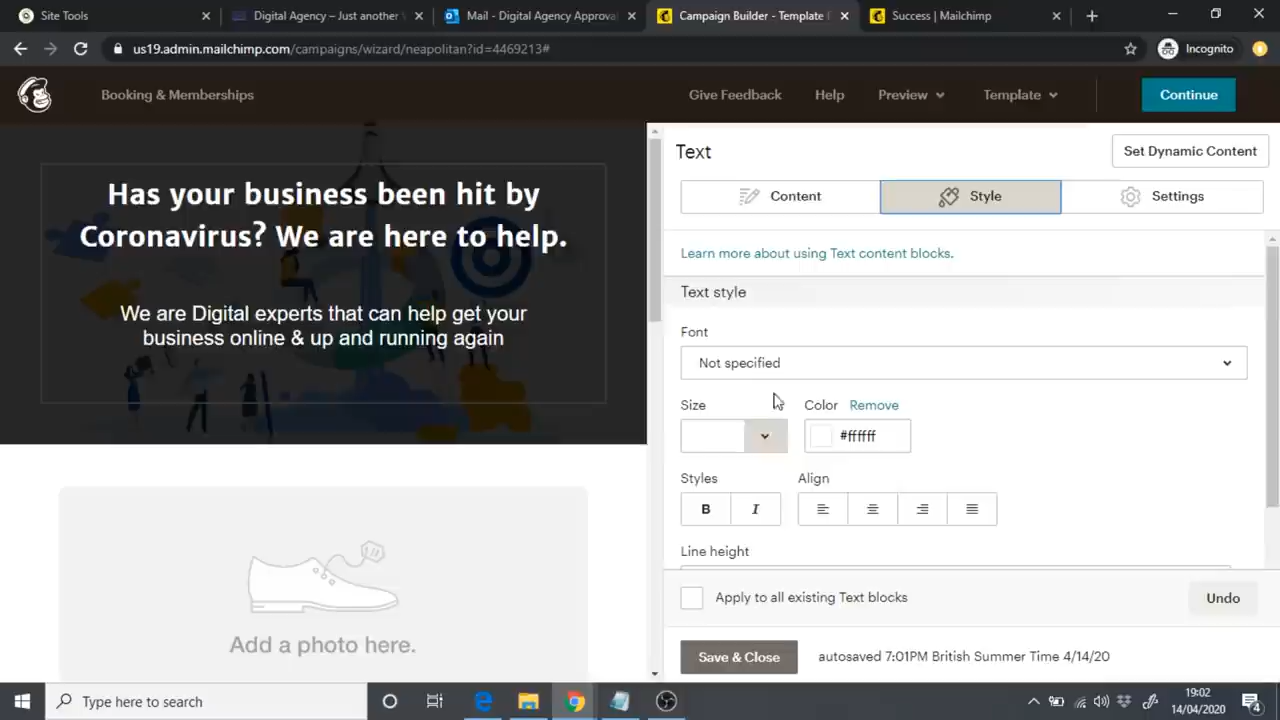 Site Tools
Digital Agency – Just another
Mail - Digital Agency Approval
Campaign Builder - Template
Success | Mailchimp
us19.admin.mailchimp.com/campaigns/wizard/neapolitan?id=4469213#
Incognito
Booking & Memberships
Give Feedback
Help
Preview
Template
Continue
Has your business been hit by
Coronavirus? We are here to help.
We are Digital experts that can help get your
business online & up and running again
Add a photo here.
Text
Set Dynamic Content
Content
Style
Settings
Learn more about using Text content blocks.
Text style
Font
Not specified
Size
Color
Remove
#ffffff
Styles
Align
B
I
Line height
Apply to all existing Text blocks
Undo
Save & Close
autosaved 7:01PM British Summer Time 4/14/20
Type here to search
19:02
14/04/2020
4